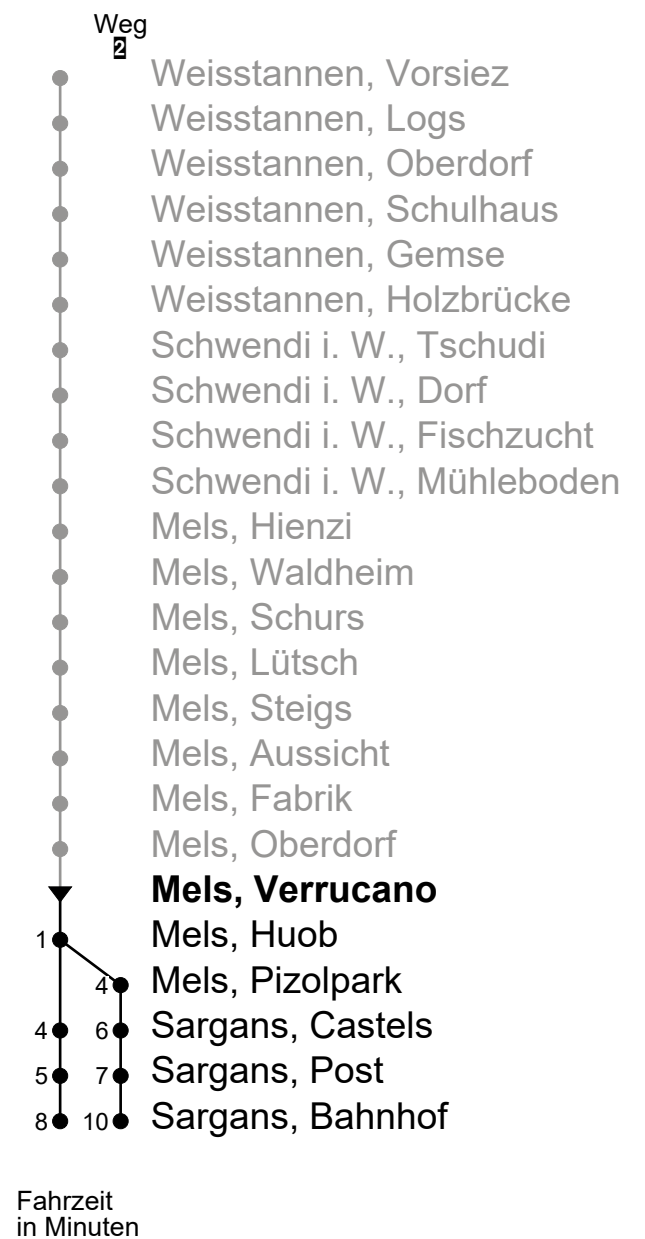 Weg
2
Weisstannen, Vorsiez
Weisstannen, Logs
Weisstannen, Oberdorf
Weisstannen, Schulhaus
Weisstannen, Gemse
Weisstannen, Holzbrücke
Schwendi i. W., Tschudi
Schwendi i. W., Dorf
Schwendi i. W., Fischzucht
Schwendi i. W., Mühleboden
Mels, Hienzi
Mels, Waldheim
Mels, Schurs
Mels, Lütsch
Mels, Steigs
Mels, Aussicht
Mels, Fabrik
Mels, Oberdorf
Mels, Verrucano
1 Mels, Huob
4 Mels, Pizolpark
4 6 Sargans, Castels
5 7 Sargans, Post
8 10 Sargans, Bahnhof
Fahrzeit
in Minuten